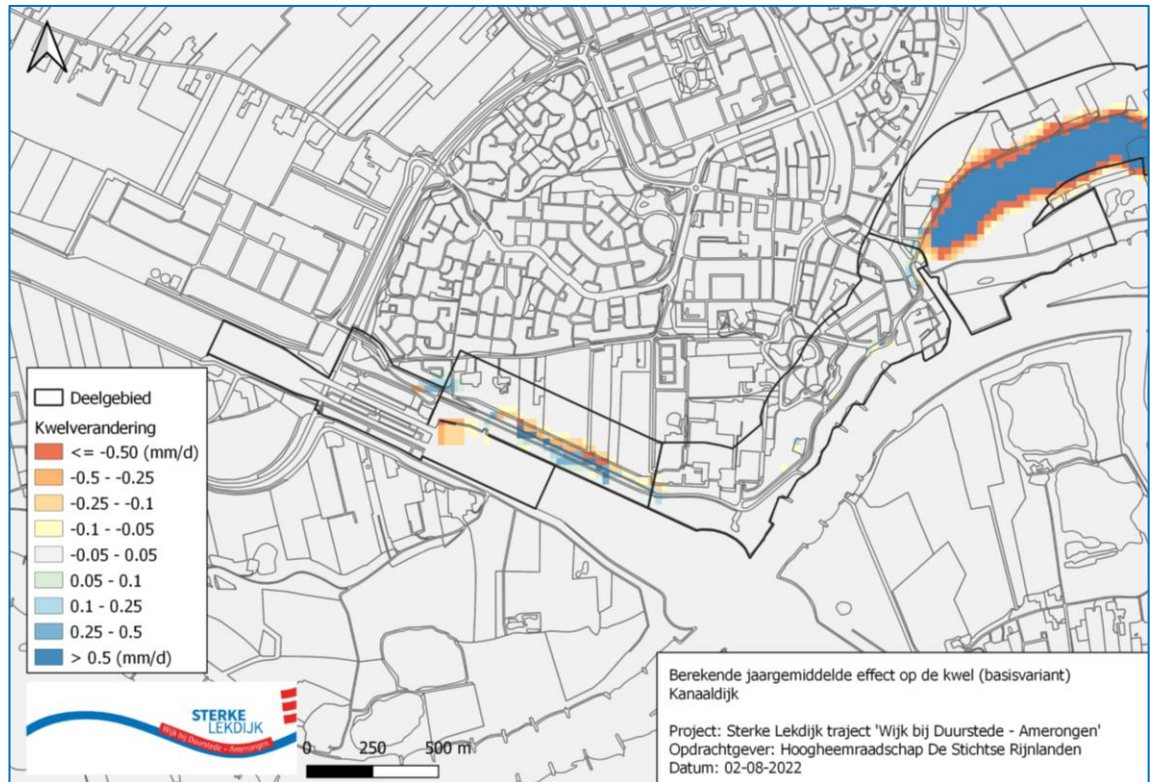 Deelgebied
Kwelverandering
<= -0.50 (mm/d)
-0.5 - -0.25
-0.25 - -0.1
-0.1 - -0.05
-0.05 - 0.05
0.05 - 0.1
0.1 - 0.25
0.25 - 0.5
> 0.5 (mm/d)
STERKE
LEKDIJK
Wijk bij Duurstede - Amerongen
0 250 500 m
Berekende jaargemiddelde effect op de kwel (basisvariant)
Kanaaldijk
Project: Sterke Lekdijk traject 'Wijk bij Duurstede - Amerongen'
Opdrachtgever: Hoogheemraadschap De Stichtse Rijnlanden
Datum: 02-08-2022